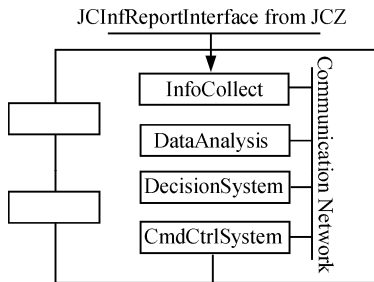 JCInfReportInterface from JCZ
InfoCollect
DataAnalysis
DecisionSystem
CmdCtrlSystem
Communication Network